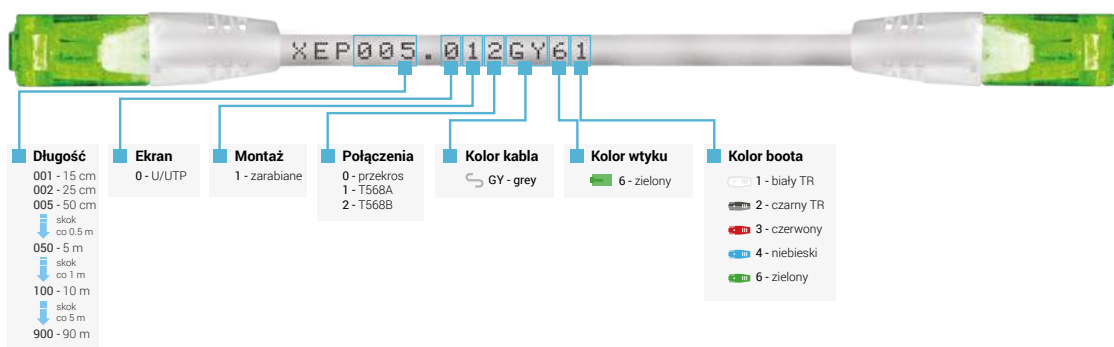 XEP005.012GY61
Długość
001 - 15 cm
002 - 25 cm
005 - 50 cm
skok
co 0.5 m
050 - 5 m
skok
co 1 m
100 - 10 m
skok
co 5 m
900 - 90 m
Ekran
0 - U/UTP
Montaż
1 - zarabiane
Połączenia
0 - przekros
1 - T568A
2 - T568B
Kolor kabla
GY - grey
Kolor wtyku
6 - zielony
Kolor boota
1 - biały TR
2 - czarny TR
3 - czerwony
4 - niebieski
6 - zielony